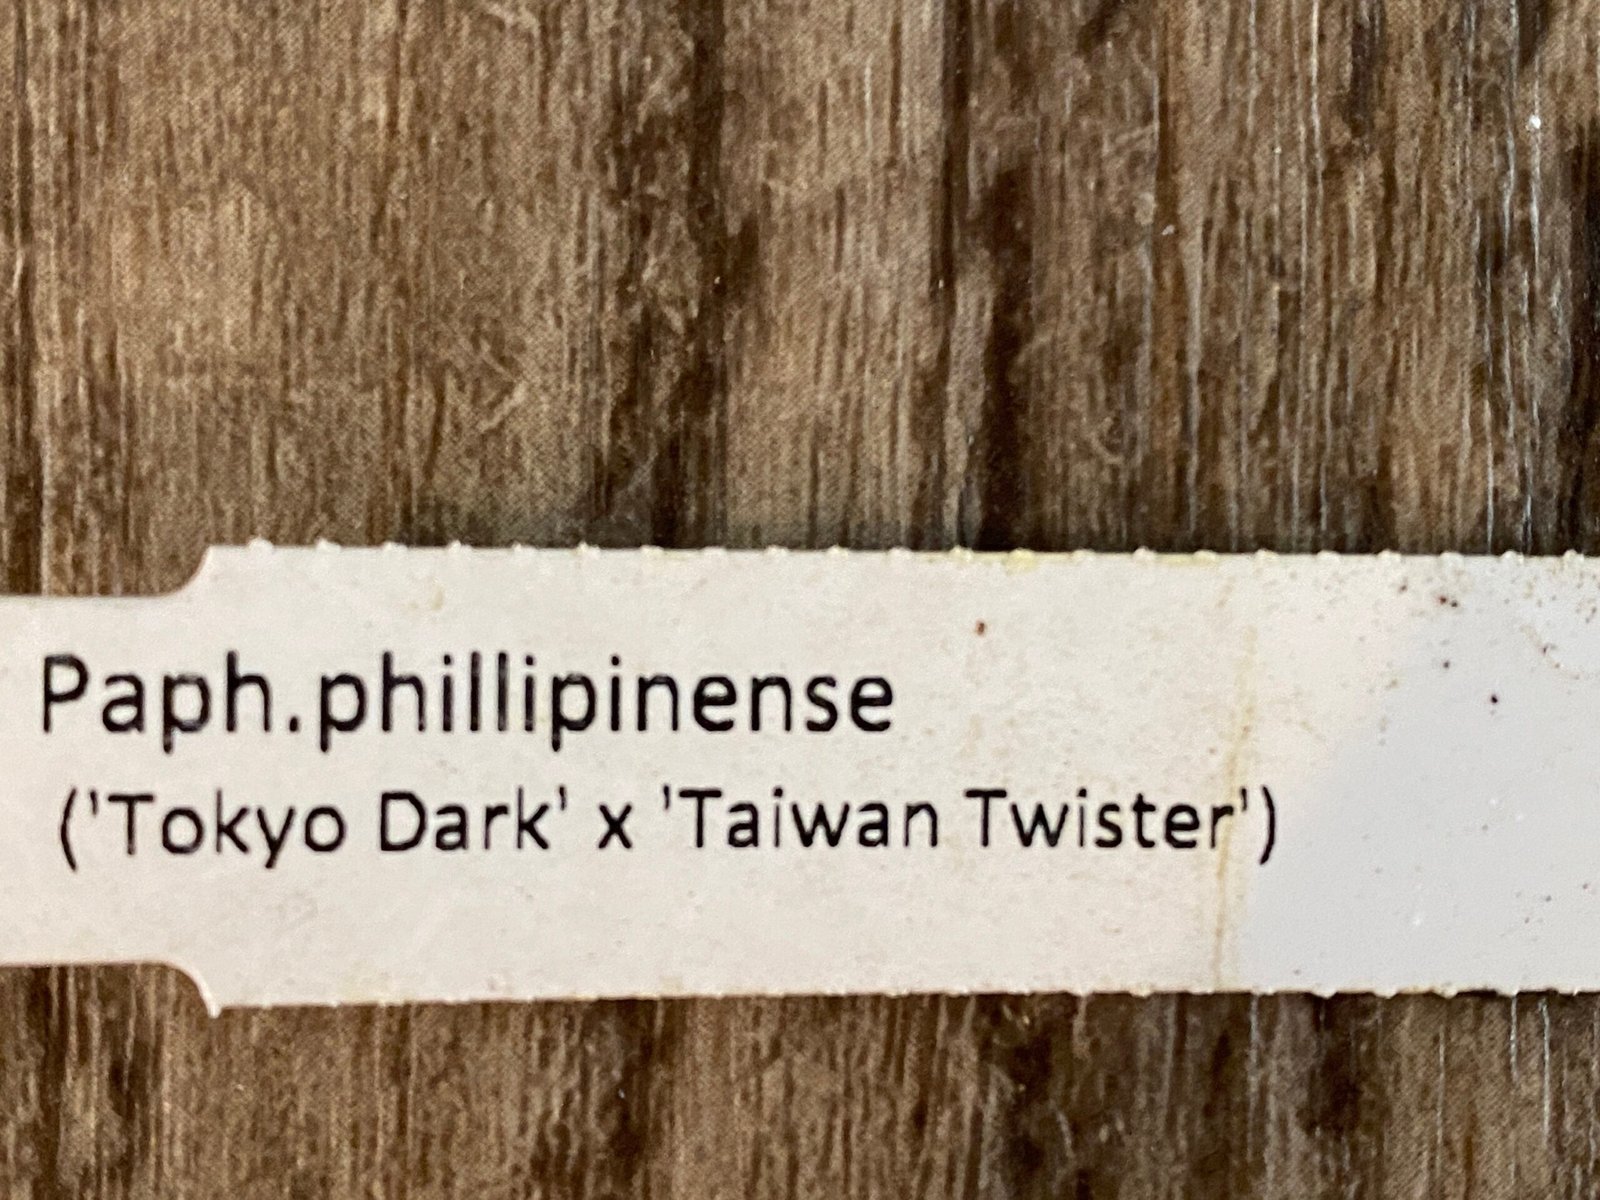 Paph.phillipinense
('Tokyo Dark' x 'Taiwan Twister')